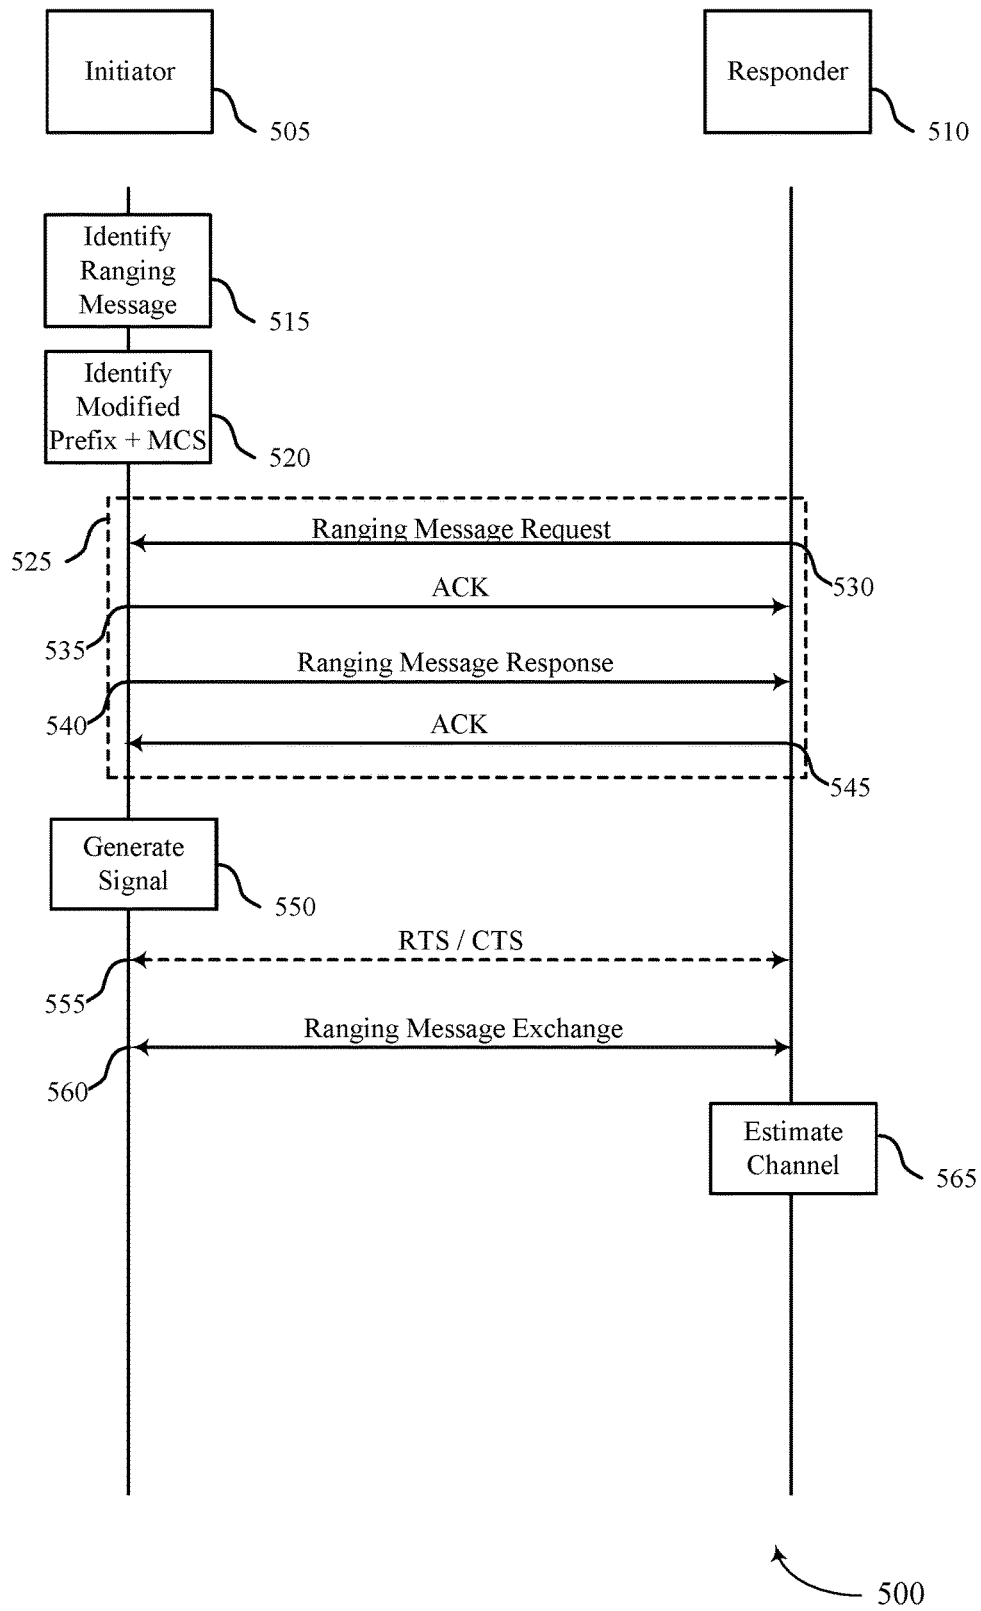 Initiator
Responder
505
510
Identify
Ranging
Message
515
Identify
Modified
Prefix + MCS
520
525
Ranging Message Request
530
ACK
535
Ranging Message Response
540
ACK
545
Generate
Signal
550
RTS / CTS
555
Ranging Message Exchange
560
Estimate
Channel
565
500